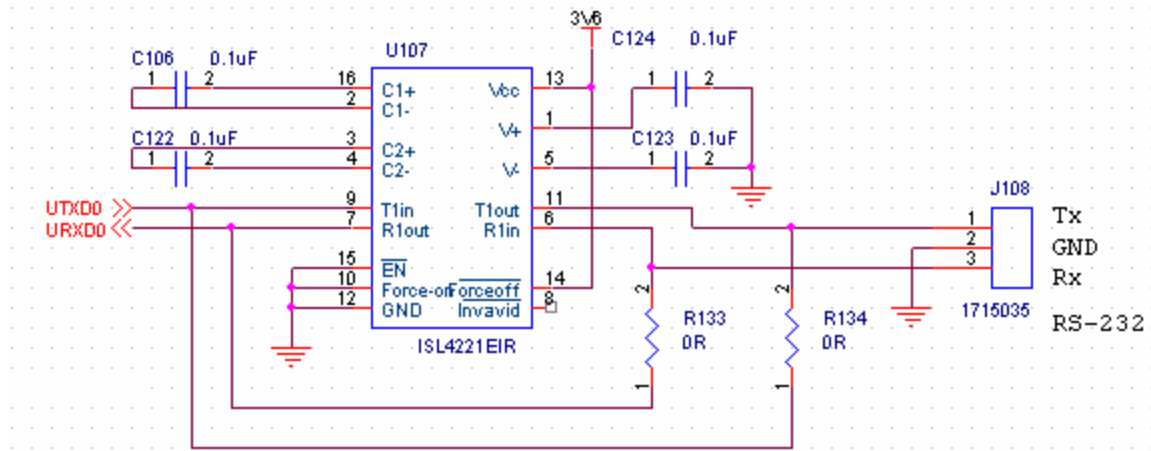 3V6
C124 0.1uF
C106 0.1uF
U107
1 2
16 C1+
2 C1-
13 Vcc
1 2
1 V+
C122 0.1uF
3 C2+
1 2
4 C2-
C123 0.1uF
5 V-
1 2
UTXD0
9 T1in
T1out 11
URXD0
7 R1out
R1in 6
J108
1 Tx
2 GND
3 Rx
1715035
RS-232
15 EN
10 Force-on
Forceoff 14
12 GND
Invavid 8
ISL4221EIR
2
R133
0R
1
2
R134
0R
1